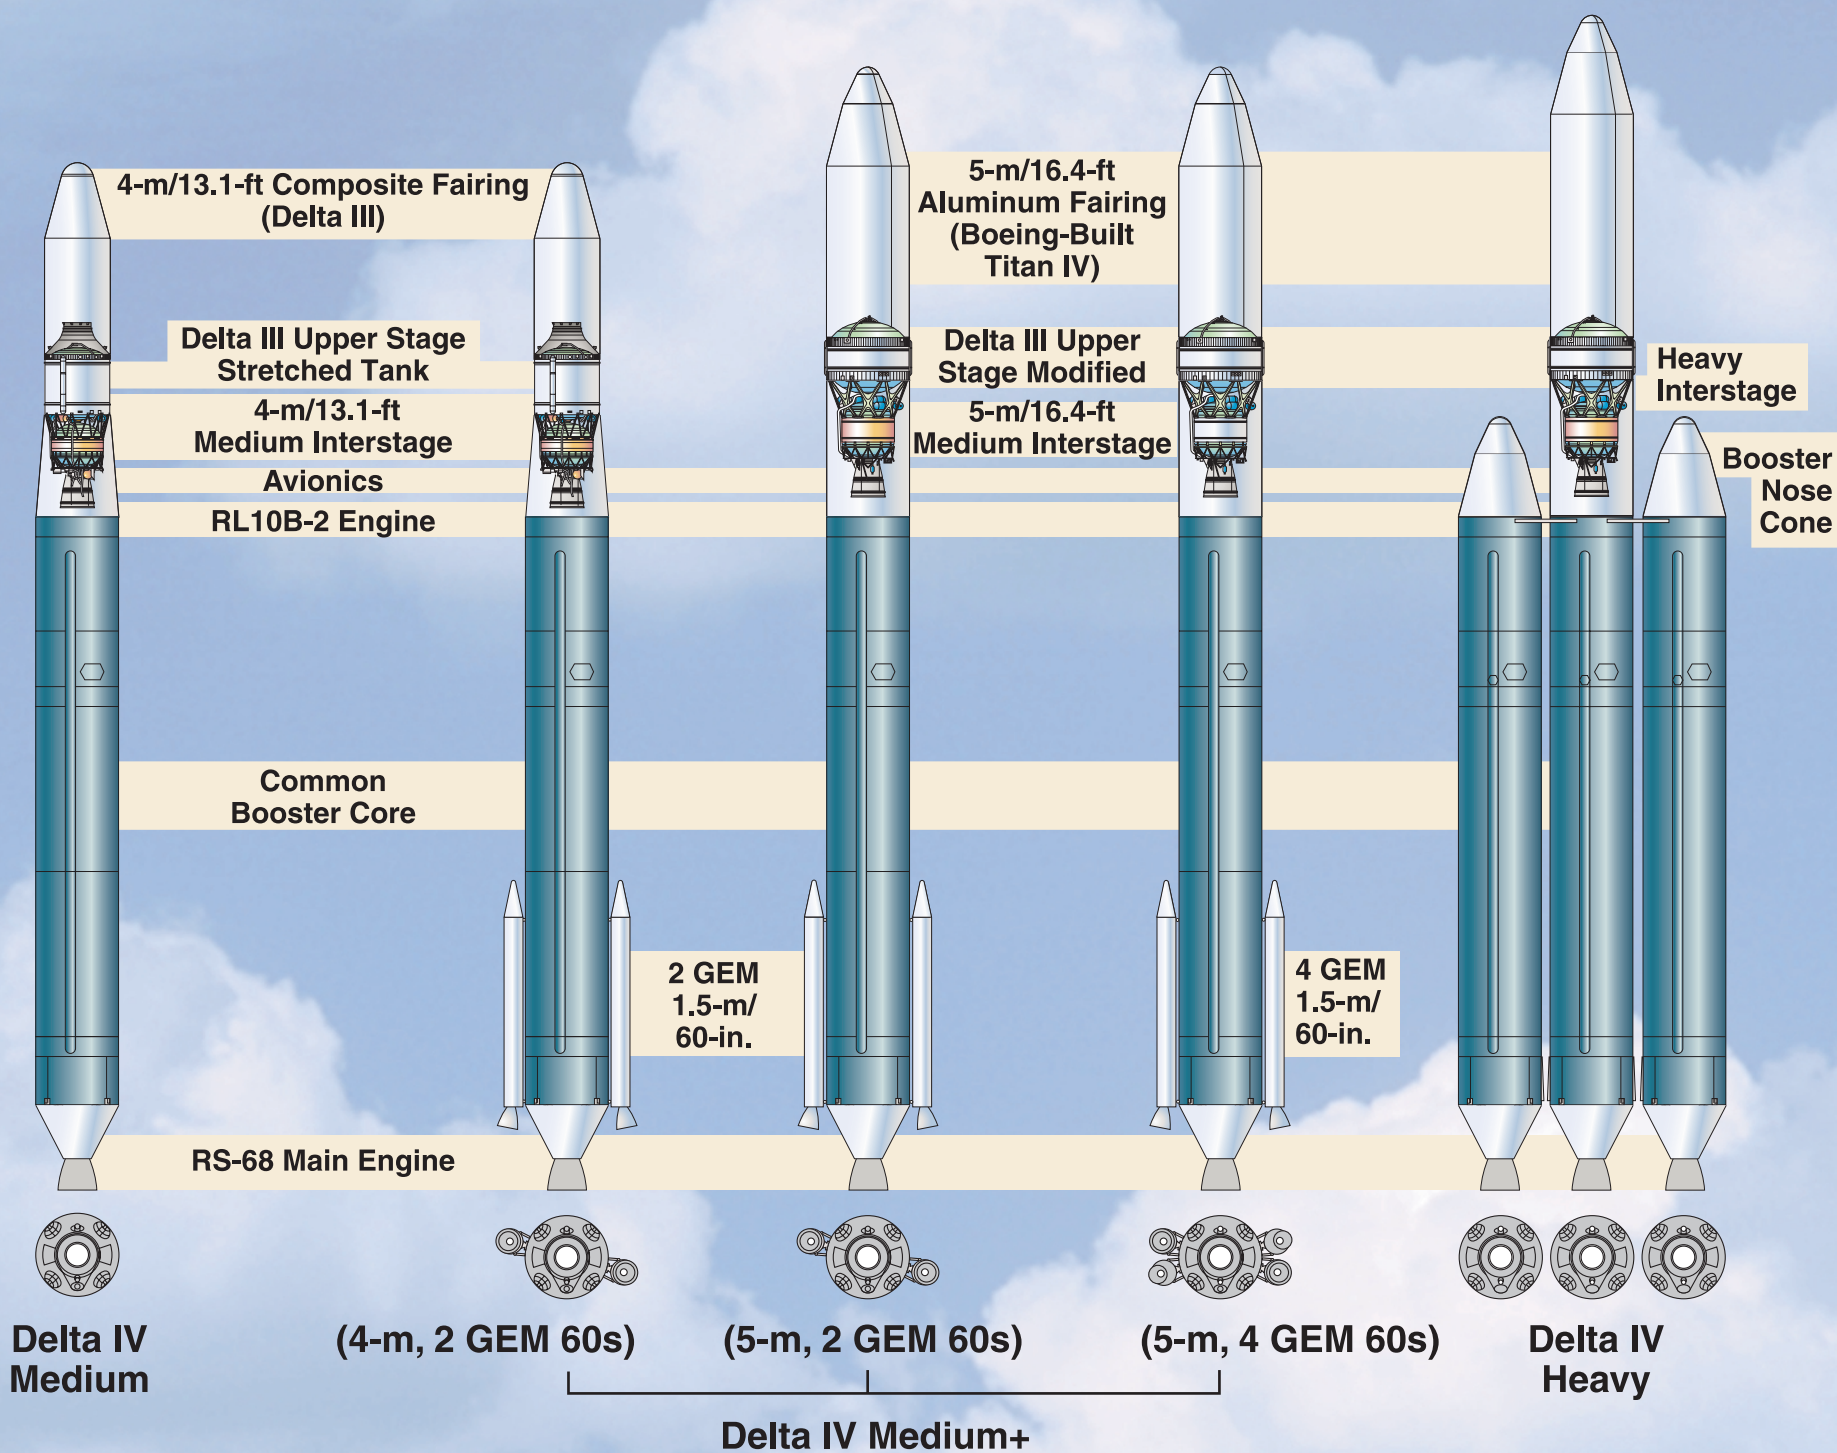 4-m/13.1-ft Composite Fairing
(Delta III)
5-m/16.4-ft
Aluminum Fairing
(Boeing-Built
Titan IV)
Delta III Upper Stage
Stretched Tank
Delta III Upper
Stage Modified
Heavy
Interstage
4-m/13.1-ft
Medium Interstage
5-m/16.4-ft
Medium Interstage
Booster
Nose
Cone
Avionics
RL10B-2 Engine
Common
Booster Core
2 GEM
1.5-m/
60-in.
4 GEM
1.5-m/
60-in.
RS-68 Main Engine
Delta IV
Medium
(4-m, 2 GEM 60s)
(5-m, 2 GEM 60s)
(5-m, 4 GEM 60s)
Delta IV
Heavy
Delta IV Medium+